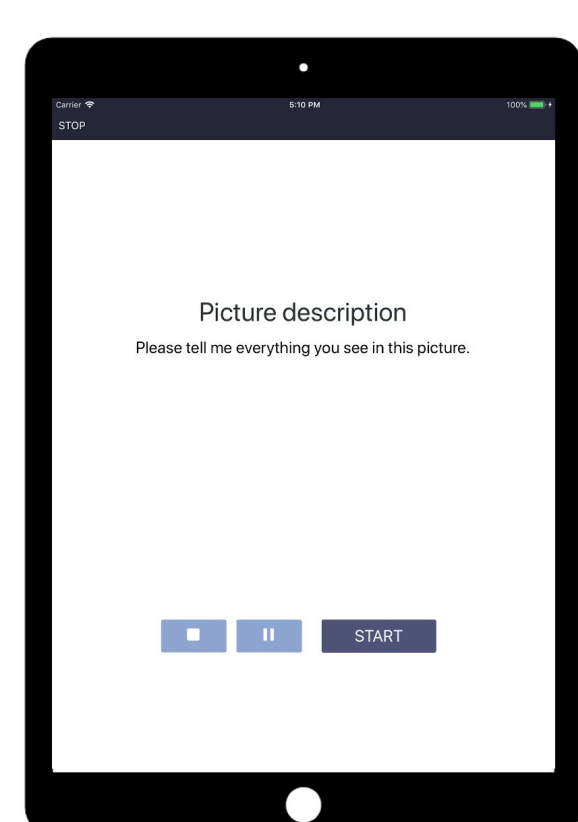 Carrier 5:10 PM 100%
STOP
Picture description
Please tell me everything you see in this picture.
START